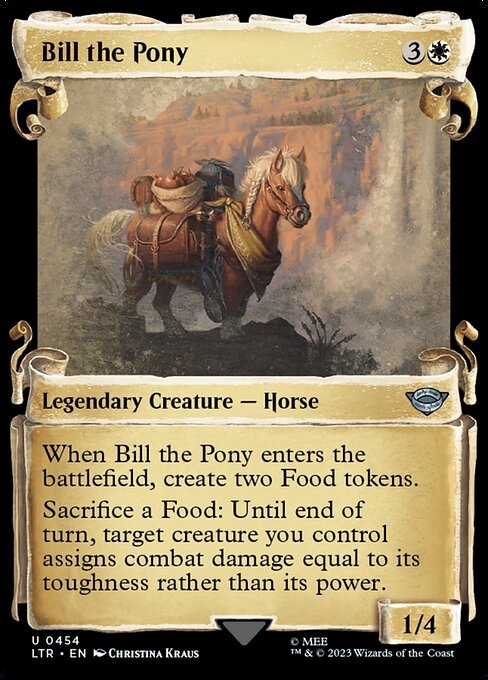 Bill the Pony
3
Legendary Creature — Horse
When Bill the Pony enters the
battlefield, create two Food tokens.
Sacrifice a Food: Until end of
turn, target creature you control
assigns combat damage equal to its
toughness rather than its power.
1/4
U 0454
LTR • EN Christina Kraus
© MEE
™ & © 2023 Wizards of the Coast